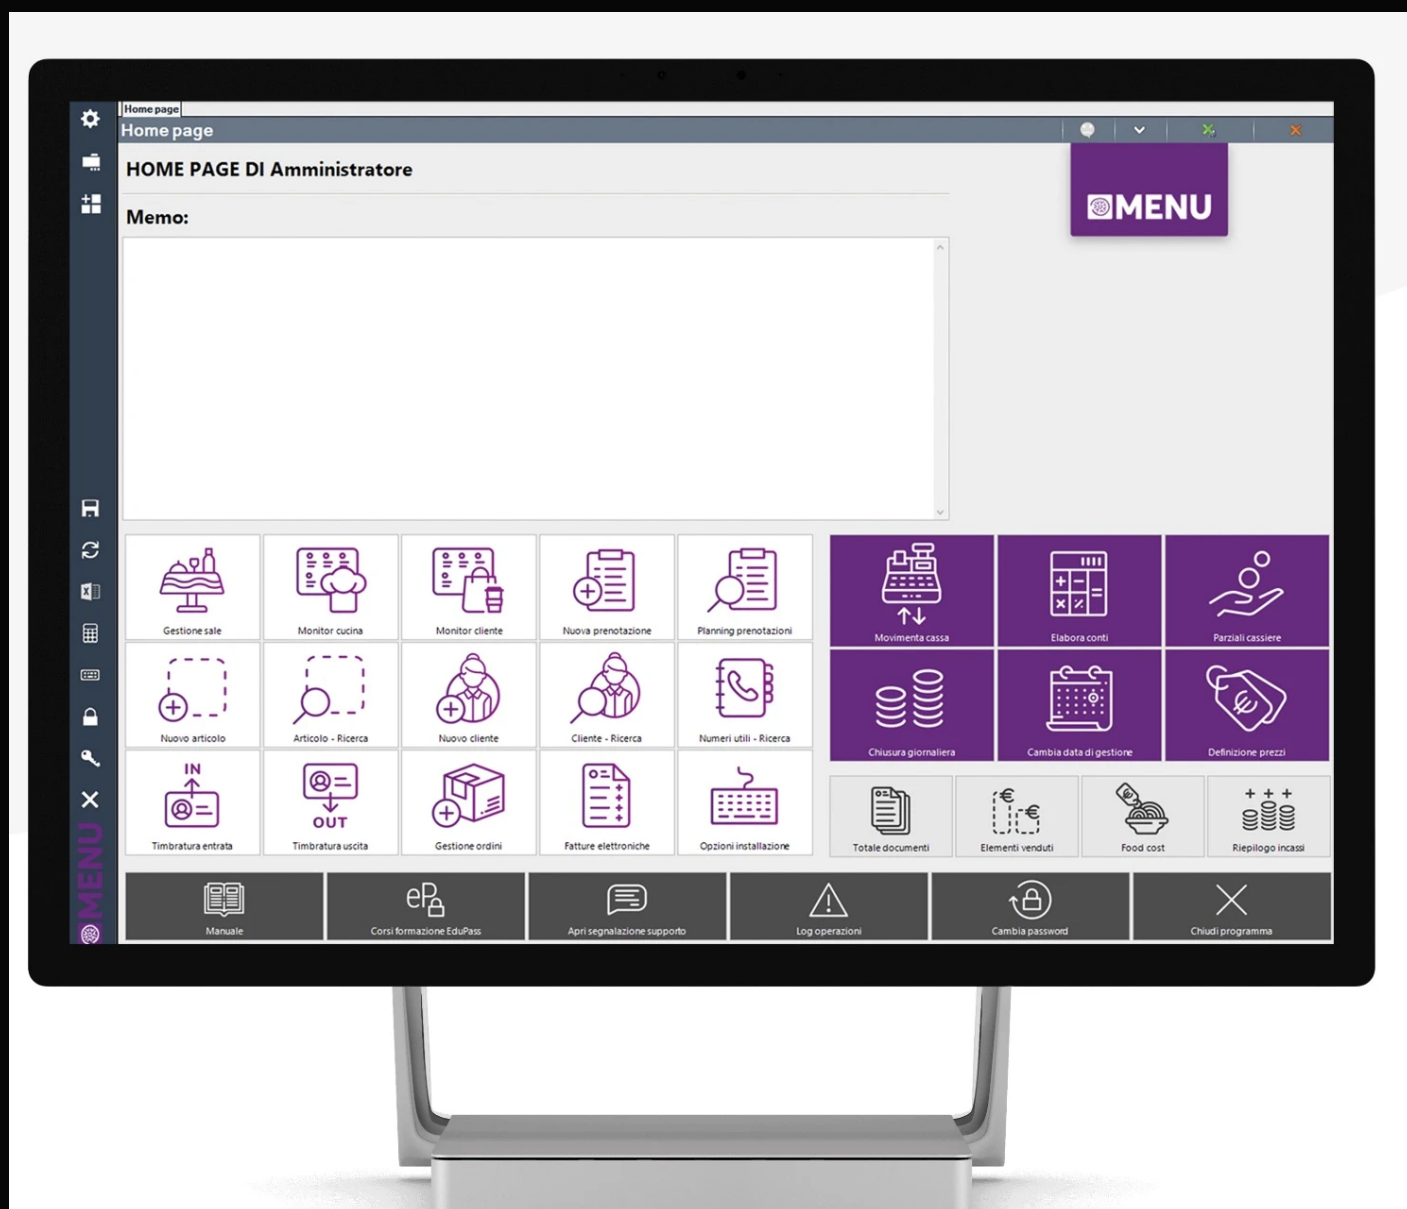 Home page
Home page
HOME PAGE DI Amministratore
MENU
Memo:
Gestione sale
Monitor cucina
Monitor cliente
Nuova prenotazione
Planning prenotazioni
Movimenta cassa
Elabora conti
Parziali cassiere
Nuovo articolo
Articolo - Ricerca
Nuovo cliente
Cliente - Ricerca
Numeri utili - Ricerca
Chiusura giornaliera
Cambia data di gestione
Definizione prezzi
IN
OUT
Timbratura entrata
Timbratura uscita
Gestione ordini
Fatture elettroniche
Opzioni installazione
Totale documenti
Elementi venduti
Food cost
Riepilogo incassi
MENU
eP
Manuale
Corsi formazione EduPass
Apri segnalazione supporto
Log operazioni
Cambia password
Chiudi programma